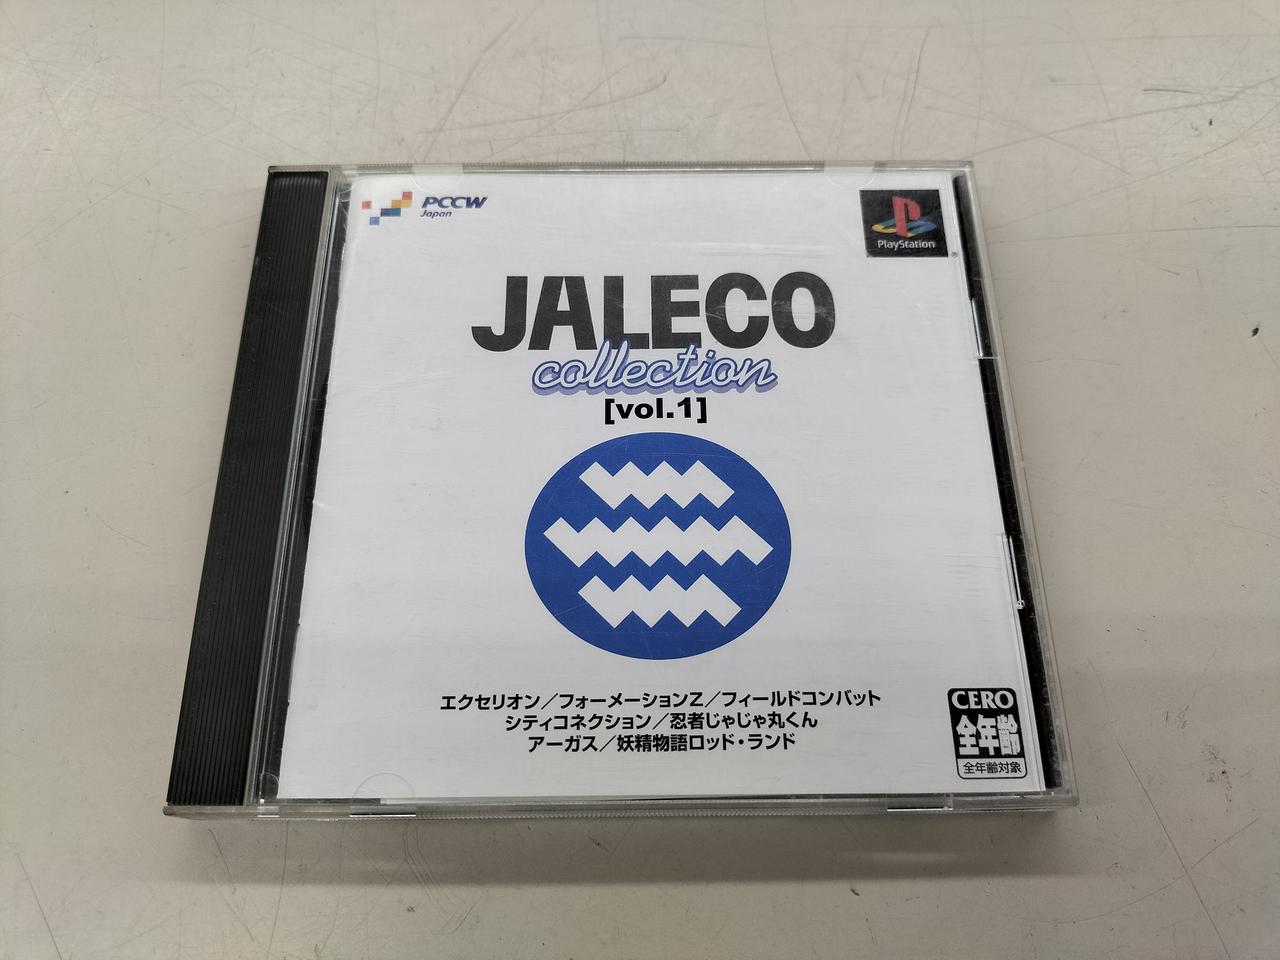 PCCW
Japan
PlayStation
JALECO
collection
[vol.1]
エクセリオン／フォーメーションZ／フィールドコンバット
シティコネクション／忍者じゃじゃ丸くん
アーガス／妖精物語ロッド・ランド
CERO
全年齢
全年齢対象